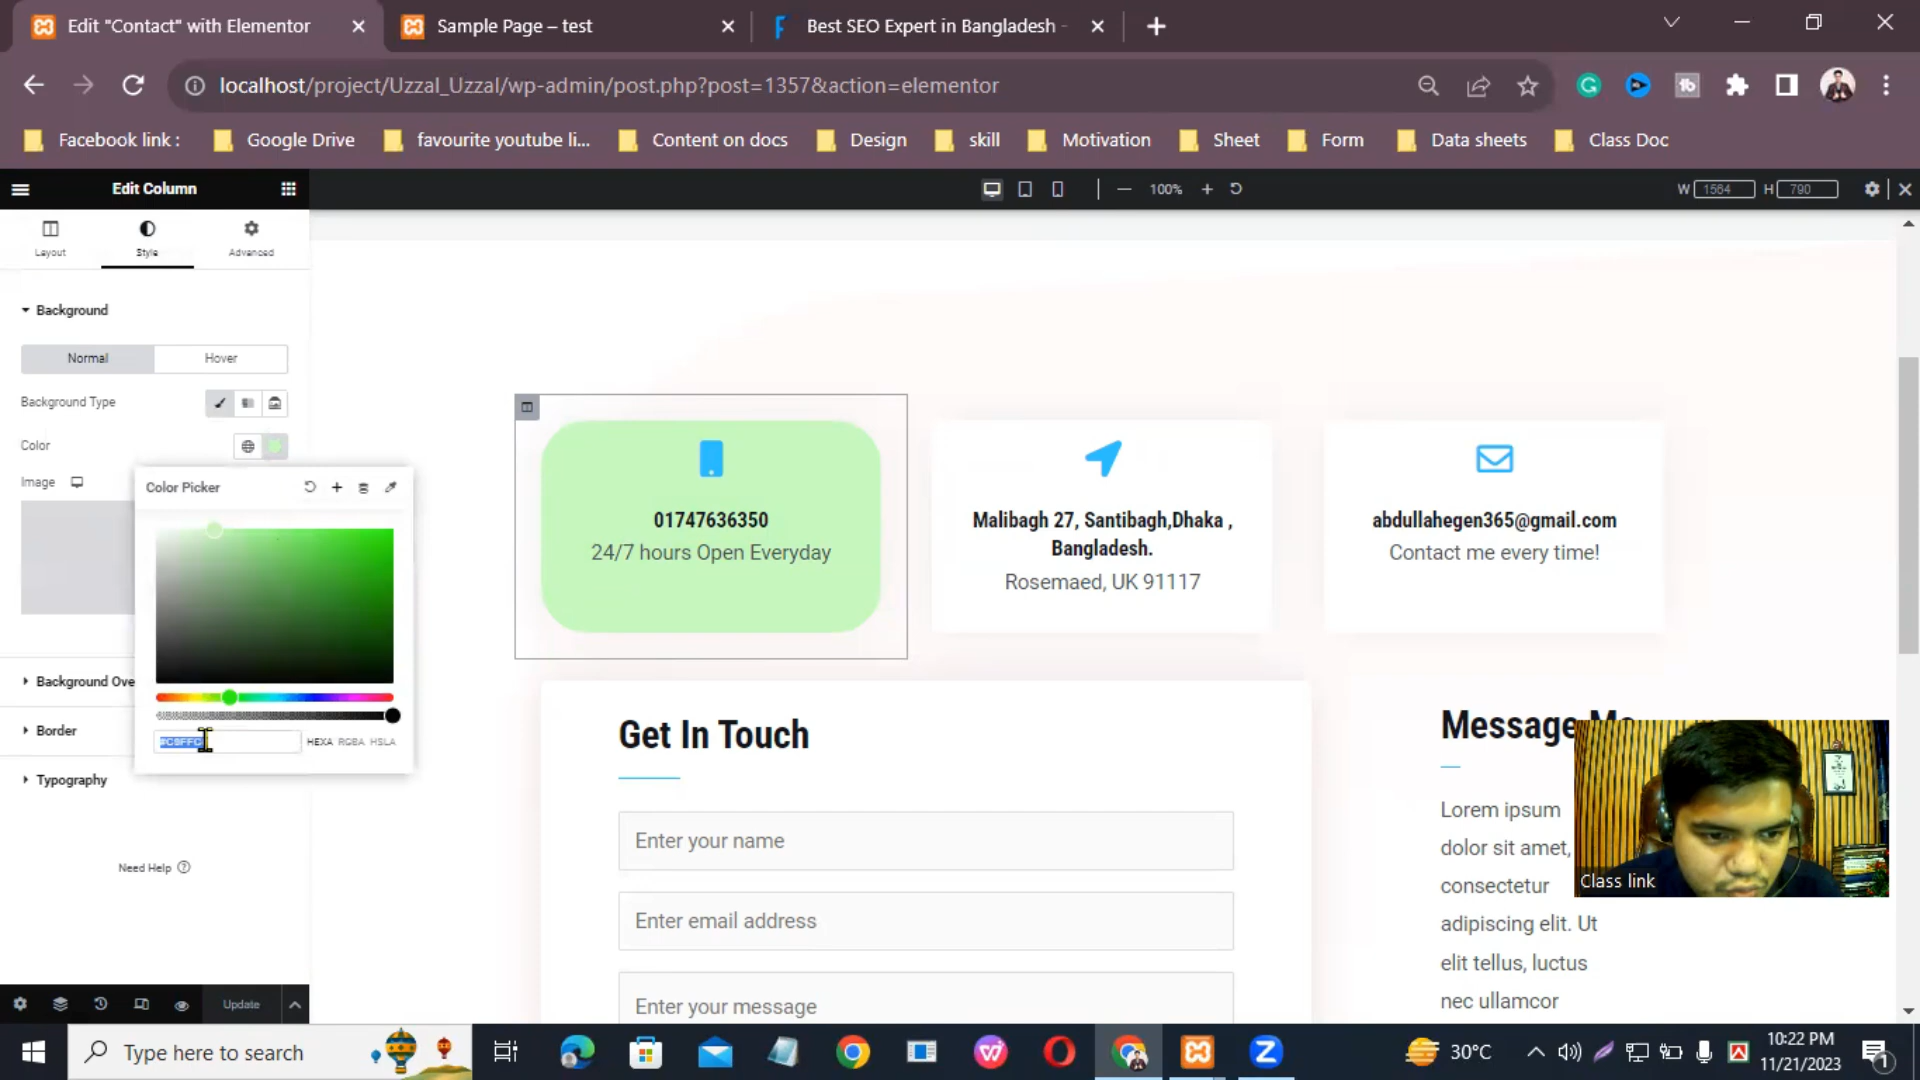 Edit "Contact" with Elementor
Sample Page – test
Best SEO Expert in Bangladesh -
localhost/project/Uzzal_Uzzal/wp-admin/post.php?post=1357&action=elementor
Facebook link :
Google Drive
favourite youtube li...
Content on docs
Design
skill
Motivation
Sheet
Form
Data sheets
Class Doc
Edit Column
100%
W 1564 H 790
Layout
Style
Advanced
Background
Normal
Hover
Background Type
Color
Image
Color Picker
HEXA RGBA HSLA
Background Ove
Border
Typography
Need Help
Update
01747636350
24/7 hours Open Everyday
Malibagh 27, Santibagh,Dhaka ,
Bangladesh.
Rosemaed, UK 91117
abdullahegen365@gmail.com
Contact me every time!
Get In Touch
Enter your name
Enter email address
Enter your message
Message Me
Lorem ipsum
dolor sit amet,
consectetur
adipiscing elit. Ut
elit tellus, luctus
nec ullamcor
Class link
Type here to search
30°C
10:22 PM
11/21/2023
1